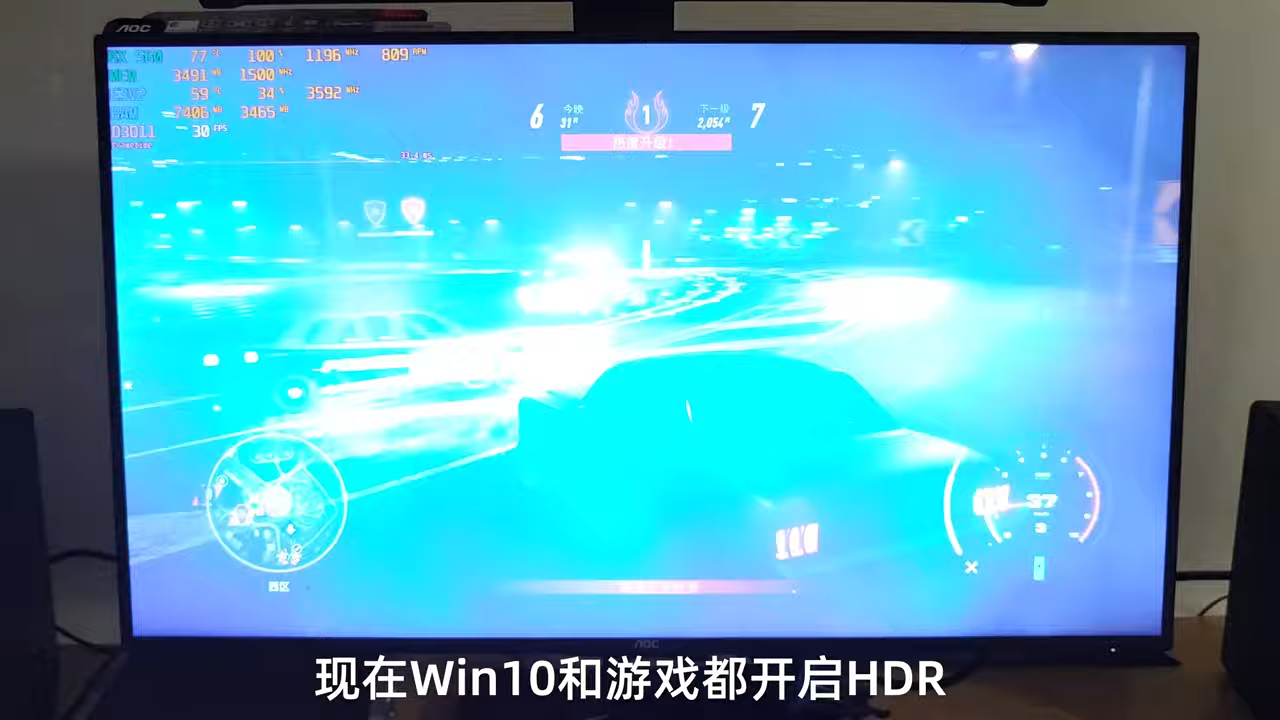 AOC
RX 560 77 °C 100 % 1196 MHz 809 RPM
MEM 3491 MB 1500 MHz
59 °C 34 % 3592 MHz
RAM 7406 MB 3465 MB
D3D11 30 FPS
Frametime
6 今晚 31 1 下一级 2,054 7
热度升级！
37
3
西区
AOC
现在Win10和游戏都开启HDR